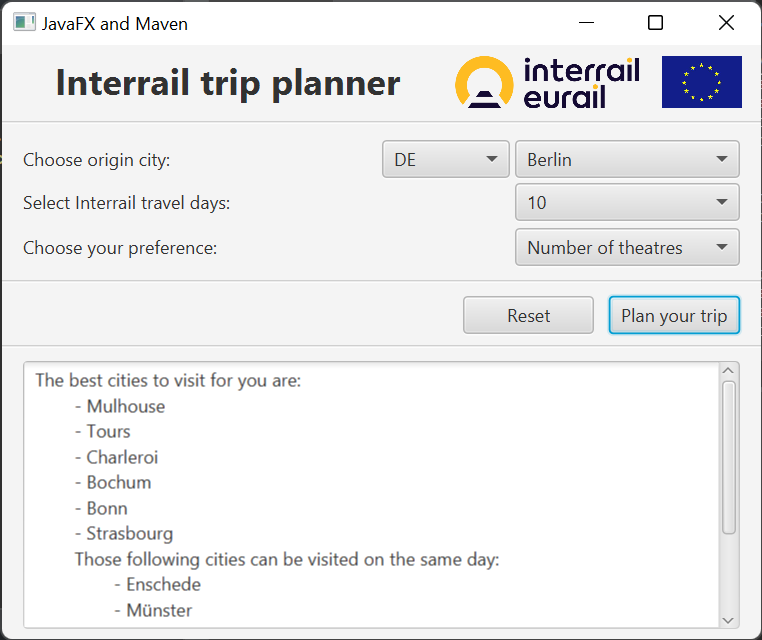 JavaFX and Maven
Interrail trip planner
interrail
eurail
Choose origin city: DE Berlin
Select Interrail travel days: 10
Choose your preference: Number of theatres
Reset Plan your trip
The best cities to visit for you are:
- Mulhouse
- Tours
- Charleroi
- Bochum
- Bonn
- Strasbourg
Those following cities can be visited on the same day:
- Enschede
- Münster